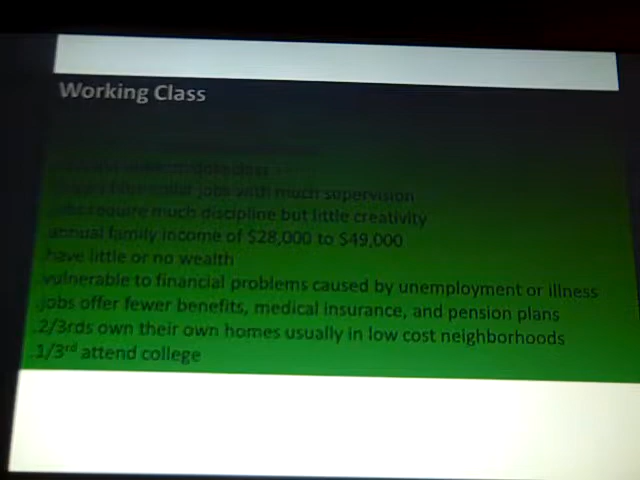 Working Class
jobs with much supervision
jobs require much discipline but little creativity
annual family income of $28,000 to $49,000
have little or no wealth
.vulnerable to financial problems caused by unemployment or illness
.jobs offer fewer benefits, medical insurance, and pension plans
.2/3rds own their own homes usually in low cost neighborhoods
.1/3rd attend college